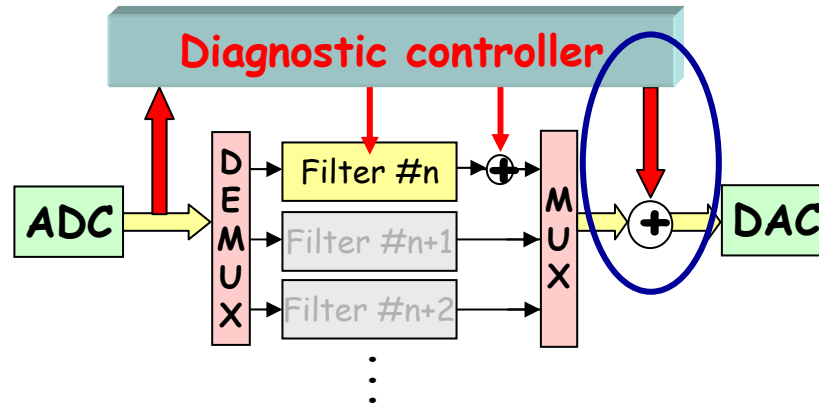 Diagnostic controller
ADC
DEMUX
Filter #n
+
Filter #n+1
Filter #n+2
MUX
+
DAC